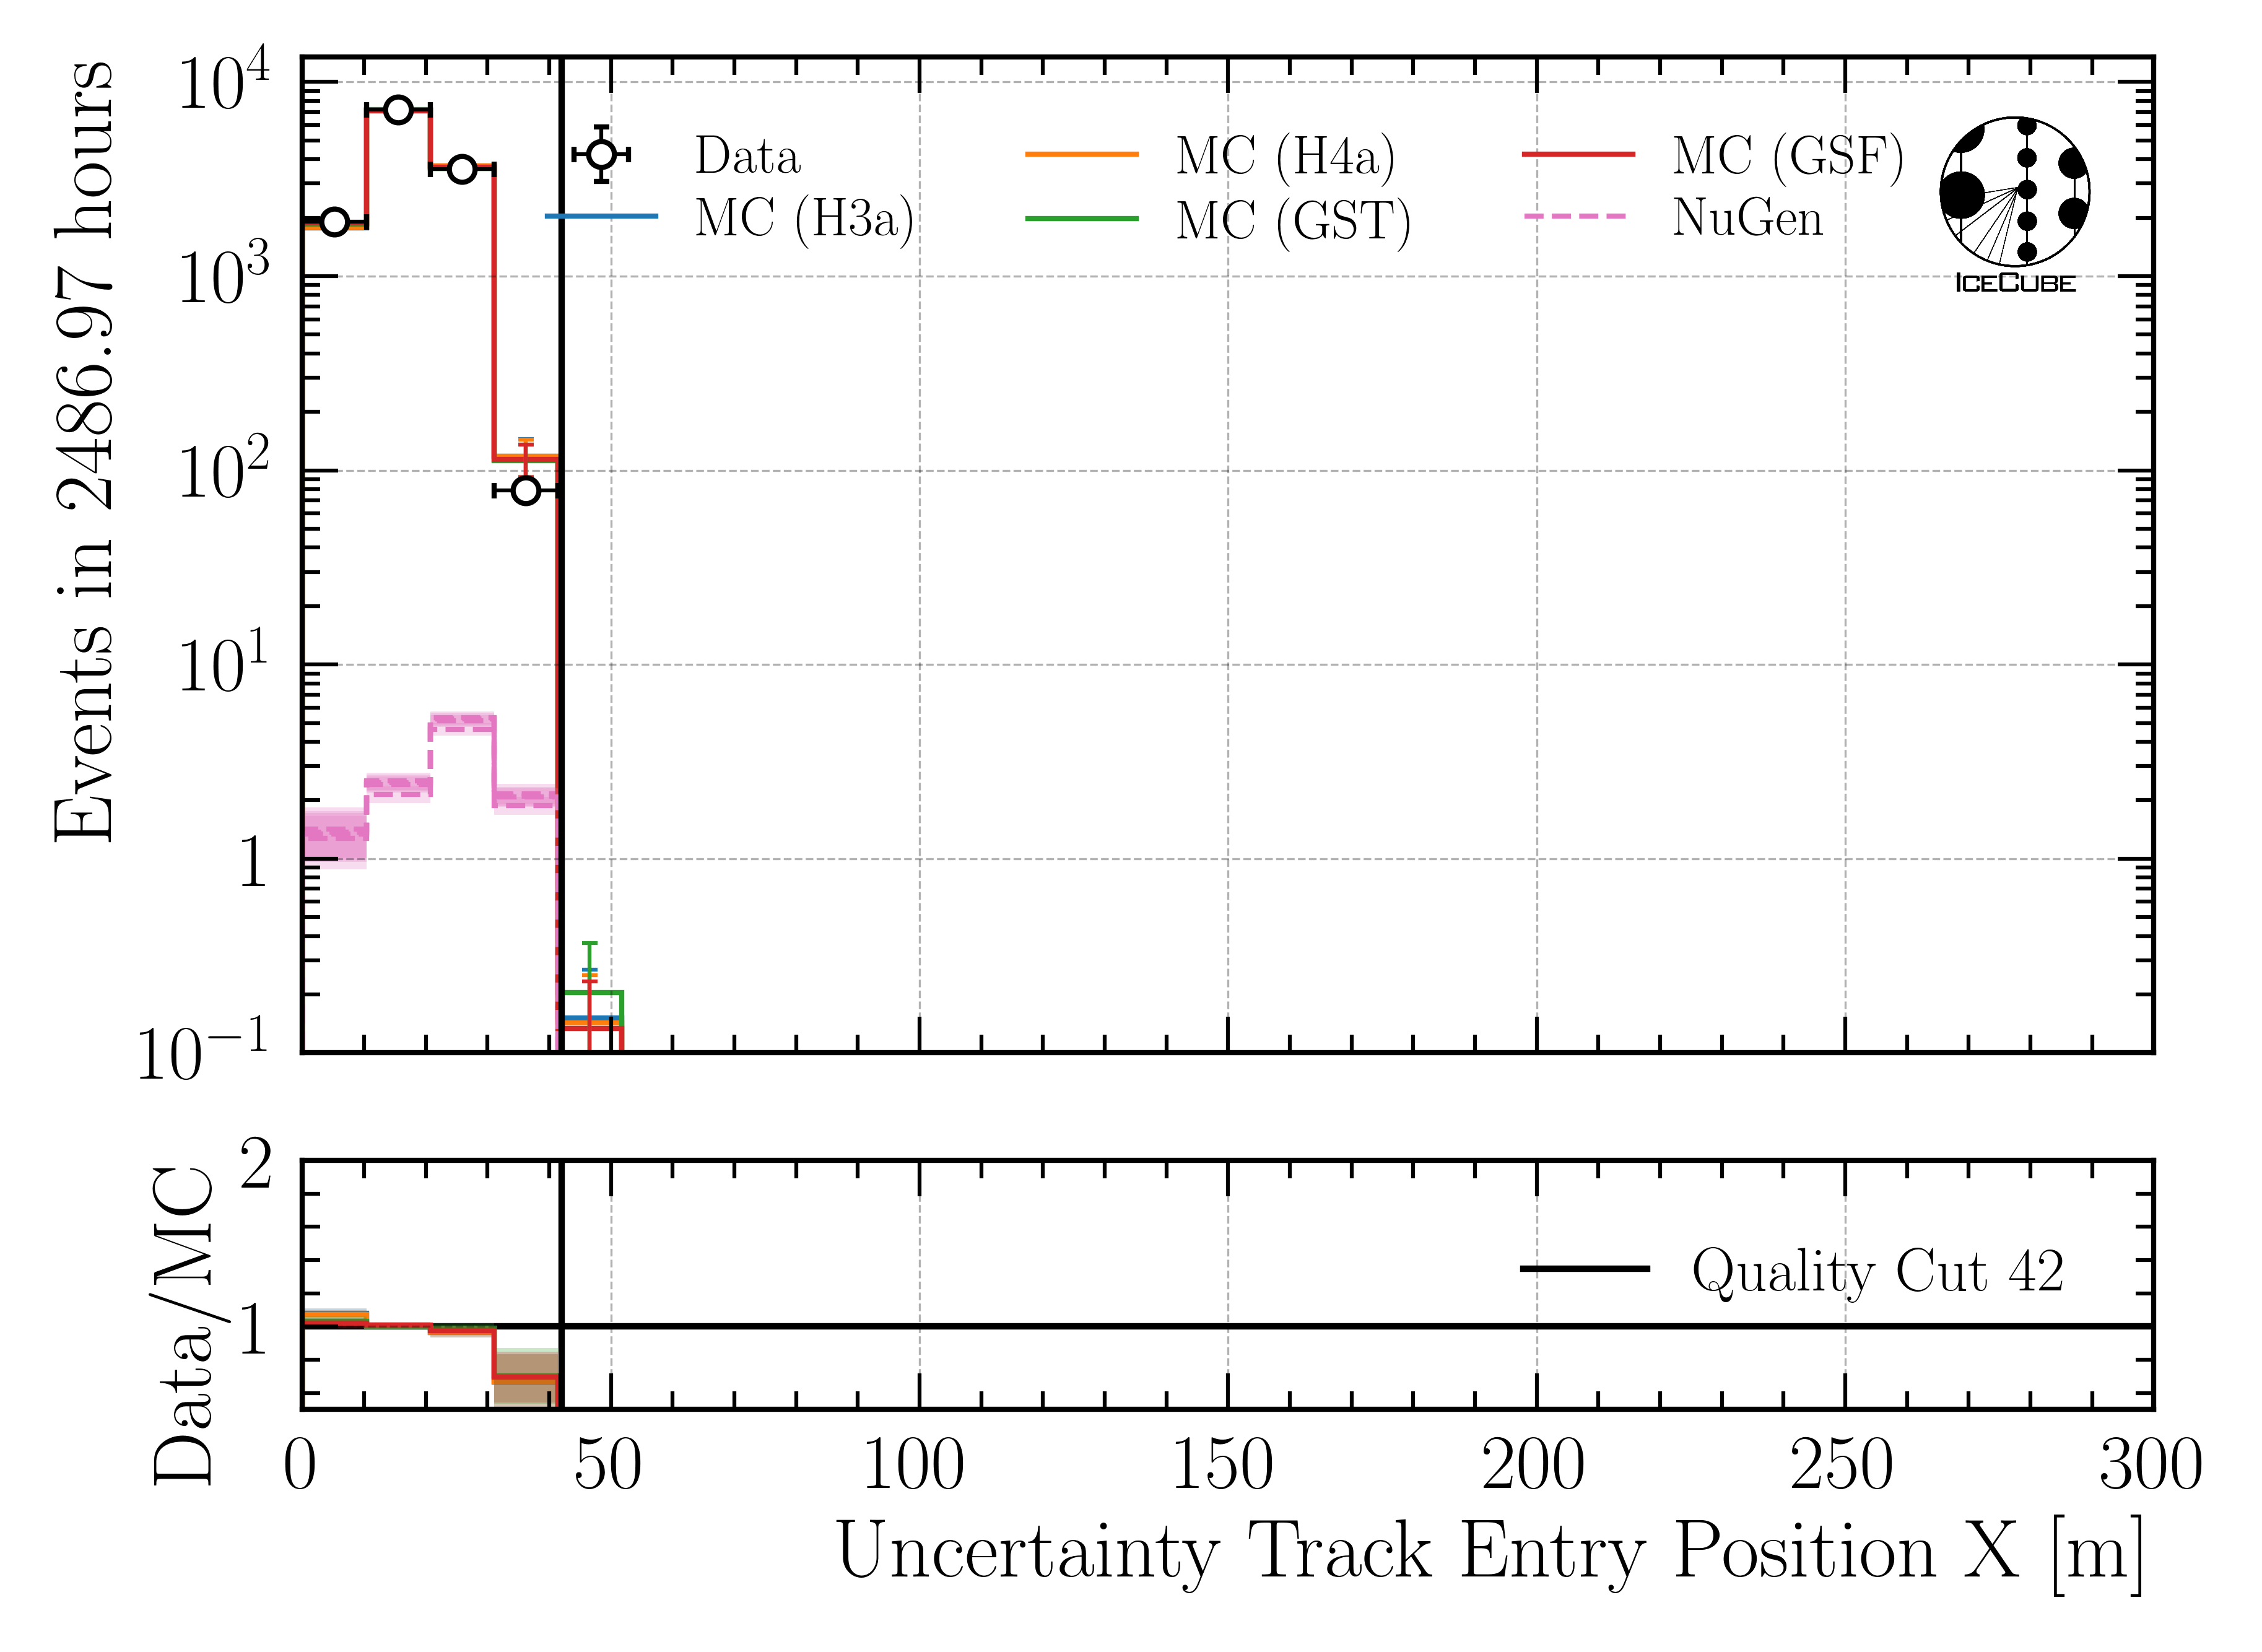 Events in 2486.97 hours
10^4
10^3
10^2
10^1
1
10^−1
Data
MC (H3a)
MC (H4a)
MC (GST)
MC (GSF)
NuGen
ICECUBE
Data/MC
2
1
Quality Cut 42
0 50 100 150 200 250 300
Uncertainty Track Entry Position X [m]